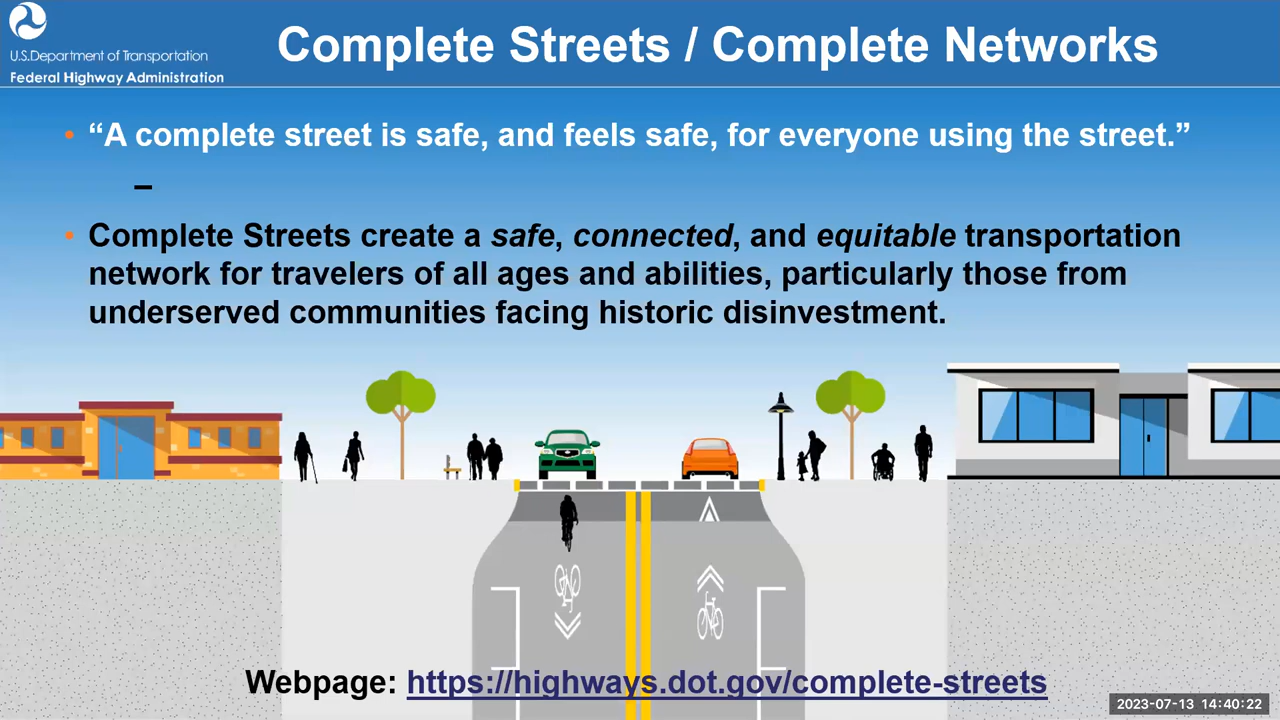 U.S.Department of Transportation
Federal Highway Administration
Complete Streets / Complete Networks
• “A complete street is safe, and feels safe, for everyone using the street.”
–
• Complete Streets create a safe, connected, and equitable transportation
network for travelers of all ages and abilities, particularly those from
underserved communities facing historic disinvestment.
Webpage: https://highways.dot.gov/complete-streets
2023-07-13 14:40:22